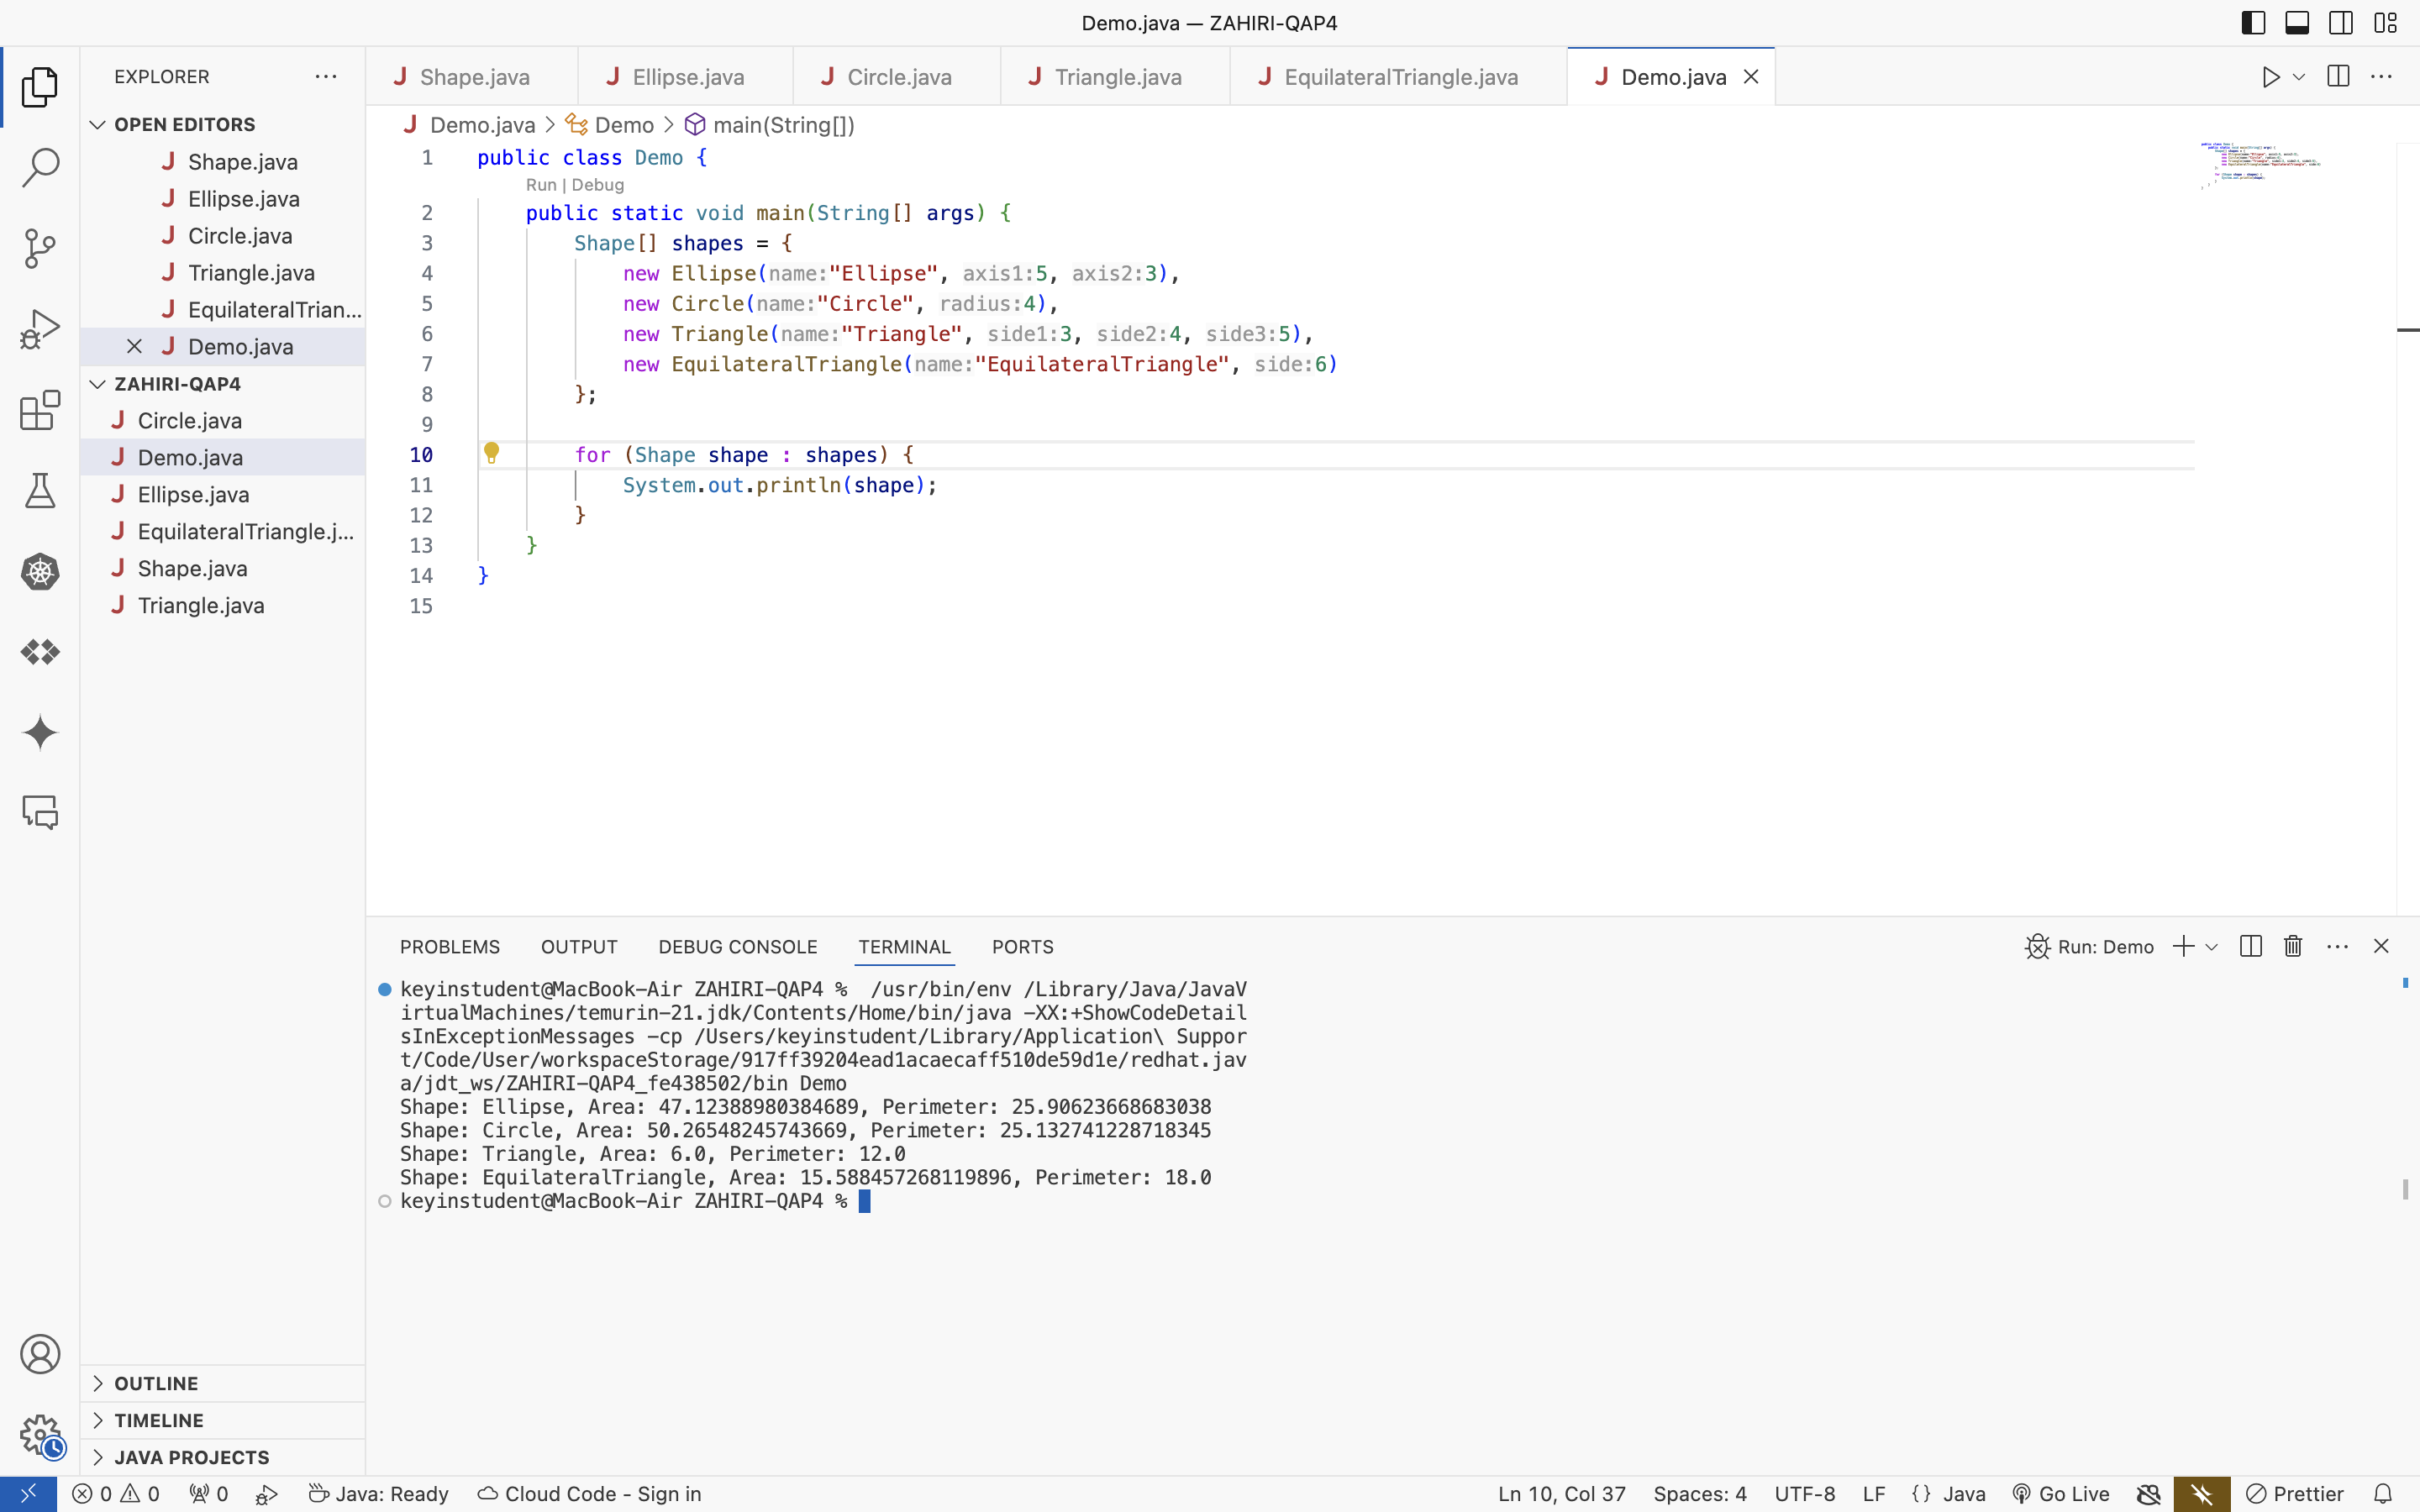 Demo.java — ZAHIRI-QAP4
EXPLORER
OPEN EDITORS
Shape.java
Ellipse.java
Circle.java
Triangle.java
EquilateralTrian...
Demo.java
ZAHIRI-QAP4
Circle.java
Demo.java
Ellipse.java
EquilateralTriangle.j...
Shape.java
Triangle.java
OUTLINE
TIMELINE
JAVA PROJECTS
Shape.java Ellipse.java Circle.java Triangle.java EquilateralTriangle.java Demo.java
Demo.java > Demo > main(String[])
1 public class Demo {
Run | Debug
2 public static void main(String[] args) {
3 Shape[] shapes = {
4 new Ellipse(name:"Ellipse", axis1:5, axis2:3),
5 new Circle(name:"Circle", radius:4),
6 new Triangle(name:"Triangle", side1:3, side2:4, side3:5),
7 new EquilateralTriangle(name:"EquilateralTriangle", side:6)
8 };
9
10 for (Shape shape : shapes) {
11 System.out.println(shape);
12 }
13 }
14 }
15
PROBLEMS OUTPUT DEBUG CONSOLE TERMINAL PORTS Run: Demo
keyinstudent@MacBook-Air ZAHIRI-QAP4 %  /usr/bin/env /Library/Java/JavaV
irtualMachines/temurin-21.jdk/Contents/Home/bin/java -XX:+ShowCodeDetail
sInExceptionMessages -cp /Users/keyinstudent/Library/Application\ Suppor
t/Code/User/workspaceStorage/917ff39204ead1acaecaff510de59d1e/redhat.jav
a/jdt_ws/ZAHIRI-QAP4_fe438502/bin Demo
Shape: Ellipse, Area: 47.12388980384689, Perimeter: 25.90623668683038
Shape: Circle, Area: 50.26548245743669, Perimeter: 25.132741228718345
Shape: Triangle, Area: 6.0, Perimeter: 12.0
Shape: EquilateralTriangle, Area: 15.588457268119896, Perimeter: 18.0
keyinstudent@MacBook-Air ZAHIRI-QAP4 %
0 0 0 Java: Ready Cloud Code - Sign in Ln 10, Col 37 Spaces: 4 UTF-8 LF {} Java Go Live Prettier